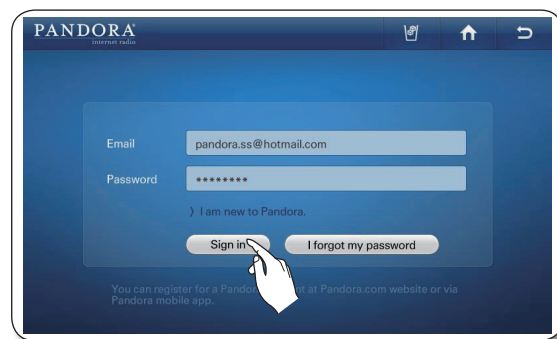 PANDORA®
internet radio
Email
pandora.ss@hotmail.com
Password
********
› I am new to Pandora.
Sign in
I forgot my password
You can register for a Pandora at Pandora.com website or via
Pandora mobile app.